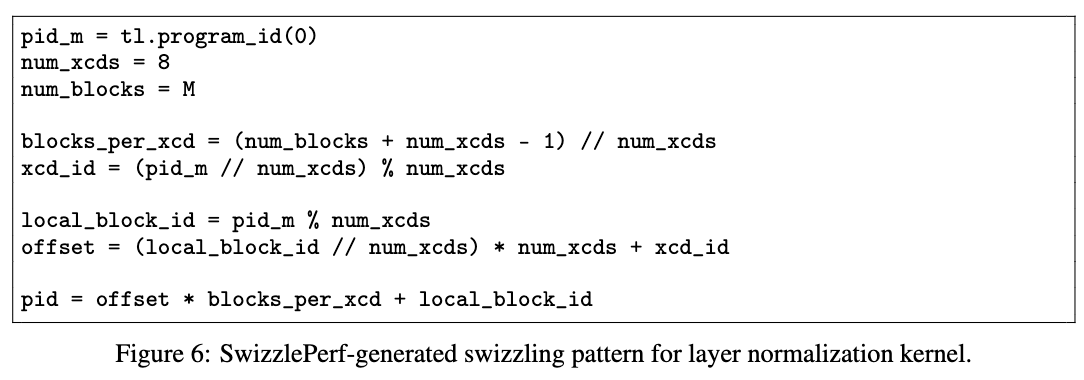 pid_m = tl.program_id(0)
num_xcds = 8
num_blocks = M
blocks_per_xcd = (num_blocks + num_xcds - 1) // num_xcds
xcd_id = (pid_m // num_xcds) % num_xcds
local_block_id = pid_m % num_xcds
offset = (local_block_id // num_xcds) * num_xcds + xcd_id
pid = offset * blocks_per_xcd + local_block_id
Figure 6: SwizzlePerf-generated swizzling pattern for layer normalization kernel.